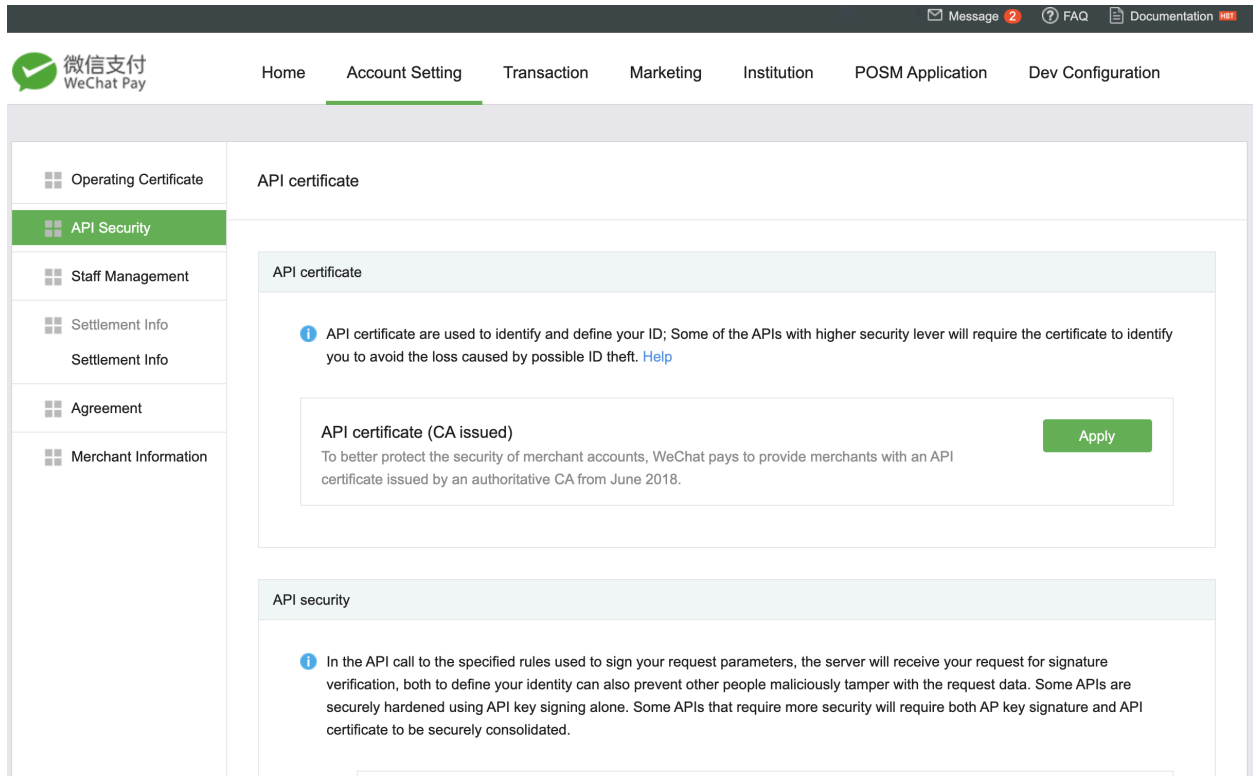 Message 2 FAQ Documentation HOT
微信支付
WeChat Pay
Home Account Setting Transaction Marketing Institution POSM Application Dev Configuration
Operating Certificate
API Security
Staff Management
Settlement Info
Settlement Info
Agreement
Merchant Information
API certificate
API certificate
API certificate are used to identify and define your ID; Some of the APIs with higher security lever will require the certificate to identify
you to avoid the loss caused by possible ID theft. Help
API certificate (CA issued)
Apply
To better protect the security of merchant accounts, WeChat pays to provide merchants with an API
certificate issued by an authoritative CA from June 2018.
API security
In the API call to the specified rules used to sign your request parameters, the server will receive your request for signature
verification, both to define your identity can also prevent other people maliciously tamper with the request data. Some APIs are
securely hardened using API key signing alone. Some APIs that require more security will require both AP key signature and API
certificate to be securely consolidated.